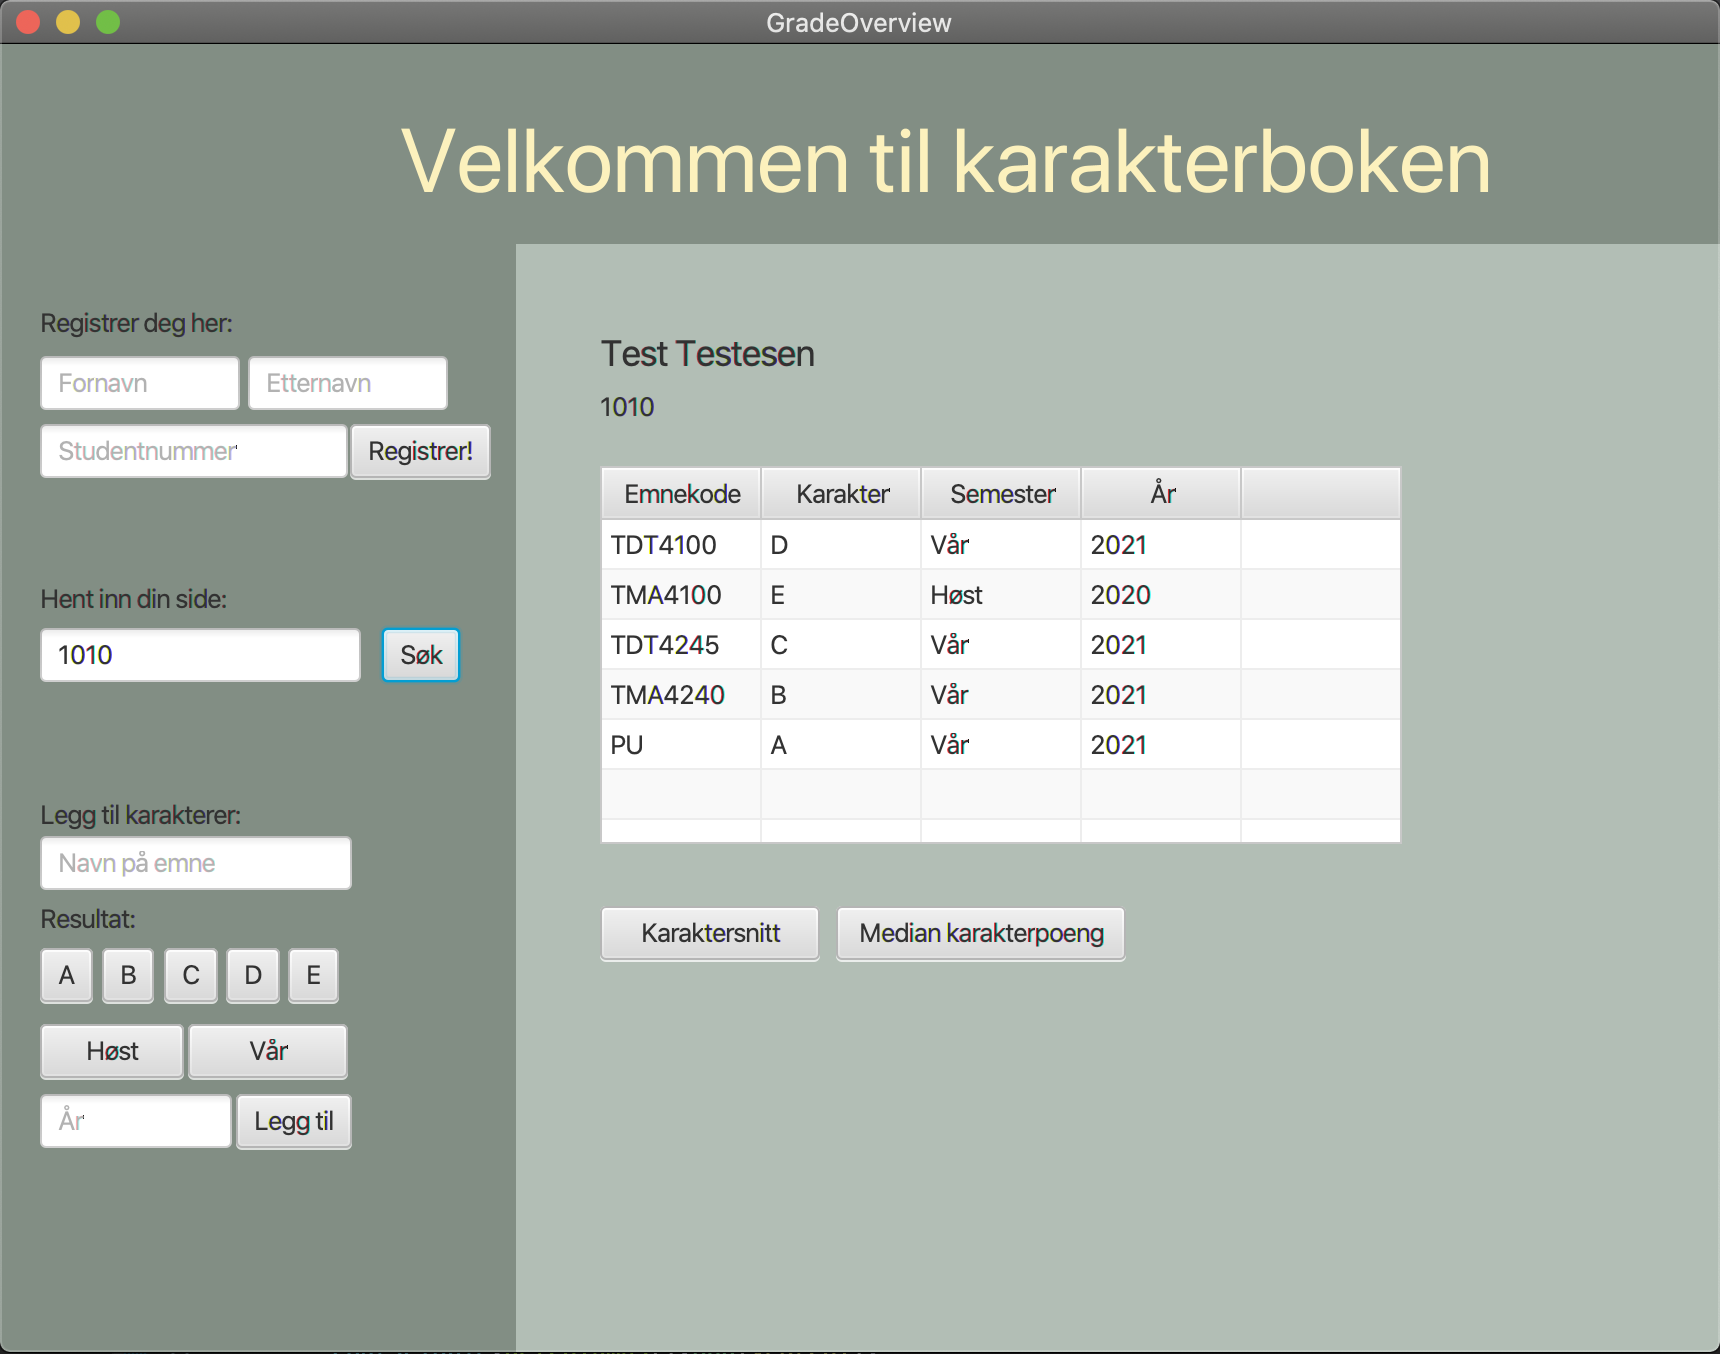 GradeOverview
Velkommen til karakterboken
Registrer deg her:
Fornavn Etternavn
Studentnummer Registrer!
Hent inn din side:
1010 Søk
Legg til karakterer:
Navn på emne
Resultat:
A B C D E
Høst Vår
År Legg til
Test Testesen
1010
Emnekode Karakter Semester År
TDT4100 D Vår 2021
TMA4100 E Høst 2020
TDT4245 C Vår 2021
TMA4240 B Vår 2021
PU A Vår 2021
Karaktersnitt Median karakterpoeng